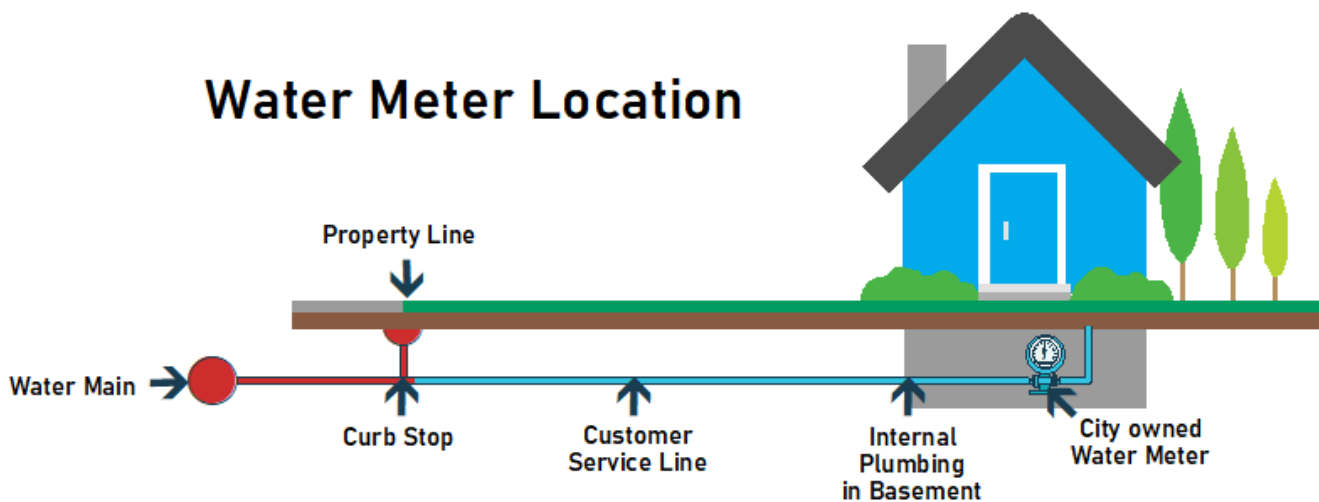 Water Meter Location
Property Line
Water Main
Curb Stop
Customer
Service Line
Internal
Plumbing
in Basement
City owned
Water Meter